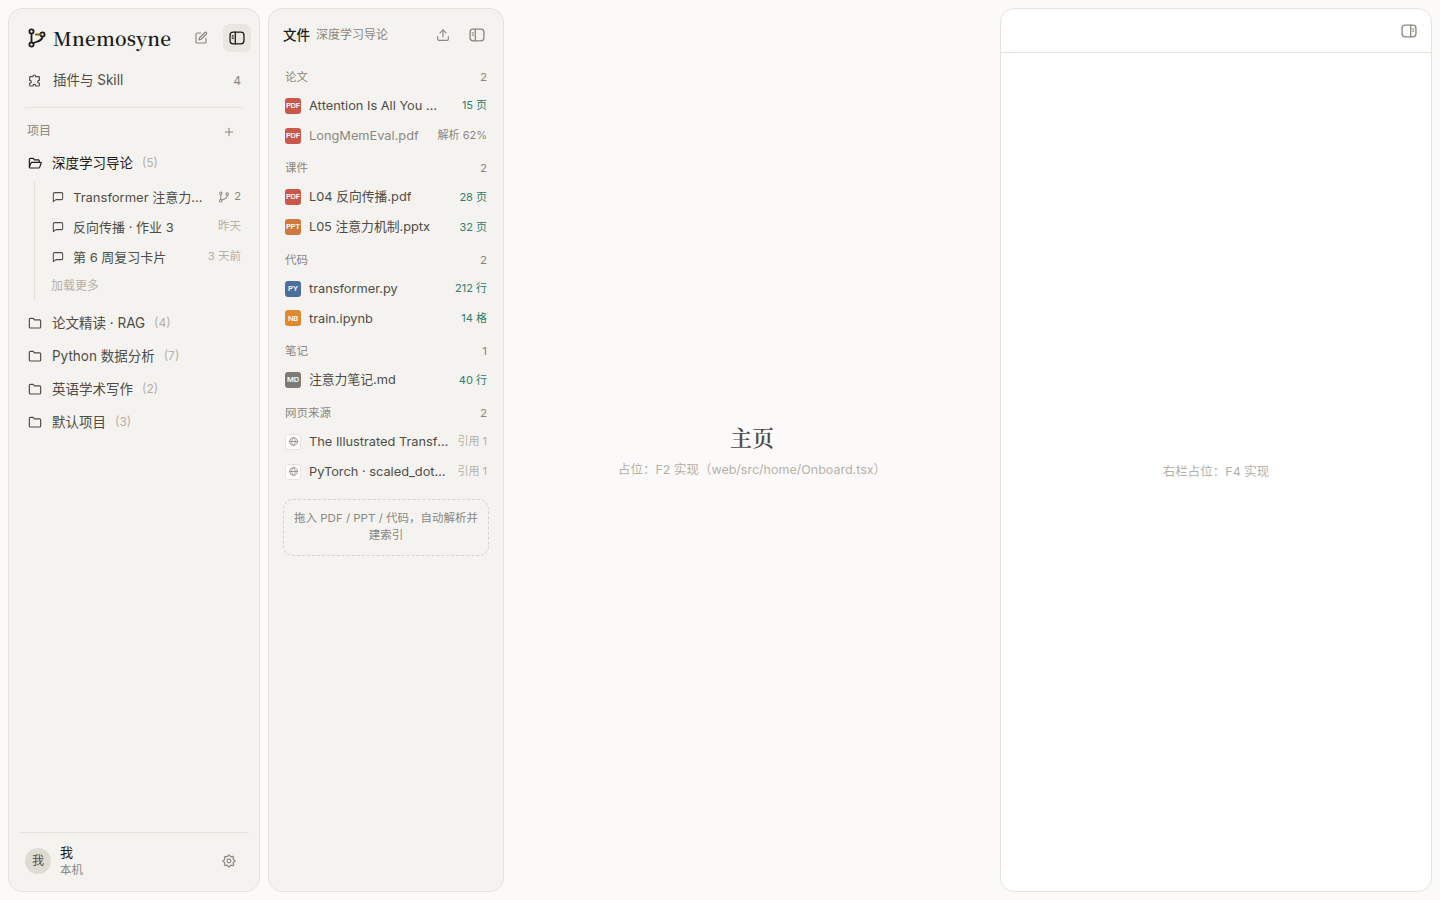 Mnemosyne
插件与 Skill 4
项目
深度学习导论 (5)
Transformer 注意力... 2
反向传播 · 作业 3 昨天
第 6 周复习卡片 3 天前
加载更多
论文精读 · RAG (4)
Python 数据分析 (7)
英语学术写作 (2)
默认项目 (3)
我 我
本机
文件 深度学习导论
论文 2
PDF Attention Is All You ... 15 页
PDF LongMemEval.pdf 解析 62%
课件 2
PDF L04 反向传播.pdf 28 页
PPT L05 注意力机制.pptx 32 页
代码 2
PY transformer.py 212 行
NB train.ipynb 14 格
笔记 1
MD 注意力笔记.md 40 行
网页来源 2
The Illustrated Transf... 引用 1
PyTorch · scaled_dot... 引用 1
拖入 PDF / PPT / 代码，自动解析并
建索引
主页
占位：F2 实现（web/src/home/Onboard.tsx）
右栏占位：F4 实现